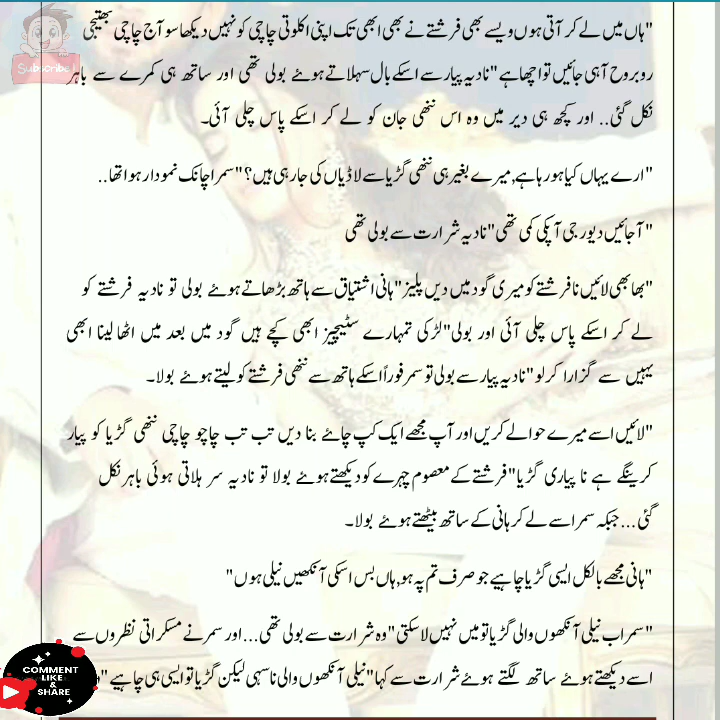 "ہاں میں لے کر آتی ہوں ویسے بھی فرشتے نے بھی ابھی تک اپنی اکلوتی چاچی کو نہیں دیکھا سو آج چاچی بھتیجی
روبروح آہی جائیں تو اچھا ہے" نادیہ پیار سے اسکے بال سہلاتے ہوئے بولی تھی اور ساتھ ہی کمرے سے باہر
نکل گئی.. اور کچھ ہی دیر میں وہ اس ننھی جان کو لے کر اسکے پاس چلی آئی۔
"ارے یہاں کیا ہو رہا ہے, میرے بغیر ہی ننھی گڑیا سے لاڈیاں کی جا رہی ہیں؟" سمر اچانک نمودار ہوا تھا..
"آ جائیں دیور جی آپکی کمی تھی" نادیہ شرارت سے بولی تھی
"بھابھی لائیں نا فرشتے کو میری گود میں دیں پلیز" ہانی اشتیاق سے ہاتھ بڑھاتے ہوئے بولی تو نادیہ فرشتے کو
لے کر اسکے پاس چلی آئی اور بولی" لڑکی تمہارے سٹیچیز ابھی کچے ہیں گود میں بعد میں اٹھا لینا ابھی
یہیں سے گزارا کرلو" نادیہ پیار سے بولی تو سمر فوراً اسکے ہاتھ سے ننھی فرشتے کو لیتے ہوئے بولا۔
"لائیں اسے میرے حوالے کریں اور آپ مجھے ایک کپ چائے بنا دیں تب تب چاچو چاچی ننھی گڑیا کو پیار
کرینگے ہے نا پیاری گڑیا" فرشتے کے معصوم چہرے کو دیکھتے ہوئے بولا تو نادیہ سر ہلاتی ہوئی باہر نکل
گئی... جبکہ سمر اسے لے کر ہانی کے ساتھ بیٹھتے ہوئے بولا۔
"ہانی مجھے بالکل ایسی گڑیا چاہیے جو صرف تم پہ ہو, ہاں بس اسکی آنکھیں نیلی ہوں"
"سمر اب نیلی آنکھوں والی گڑیا تو میں نہیں لا سکتی" وہ شرارت سے بولی تھی... اور سمر نے مسکراتی نظروں سے
اسے دیکھتے ہوئے ساتھ لگتے ہوئے شرارت سے کہا" نیلی آنکھوں والی نا سہی لیکن گڑیا تو ایسی ہی چاہیے"
Subscribe!
COMMENT
LIKE
&
SHARE